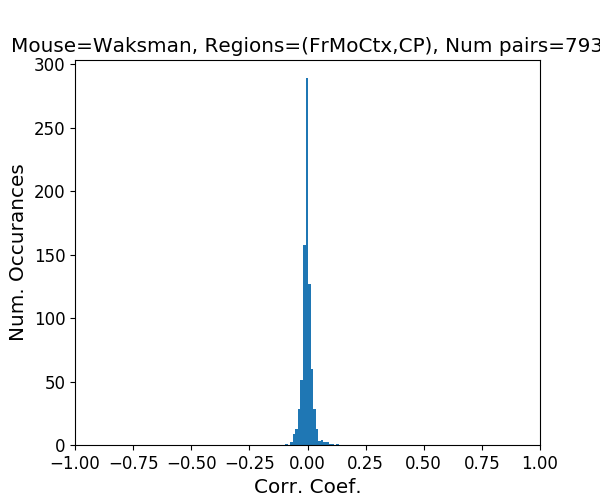 Mouse=Waksman, Regions=(FrMoCtx,CP), Num pairs=793
300
250
200
150
100
50
0
Num. Occurances
−1.00 −0.75 −0.50 −0.25 0.00 0.25 0.50 0.75 1.00
Corr. Coef.